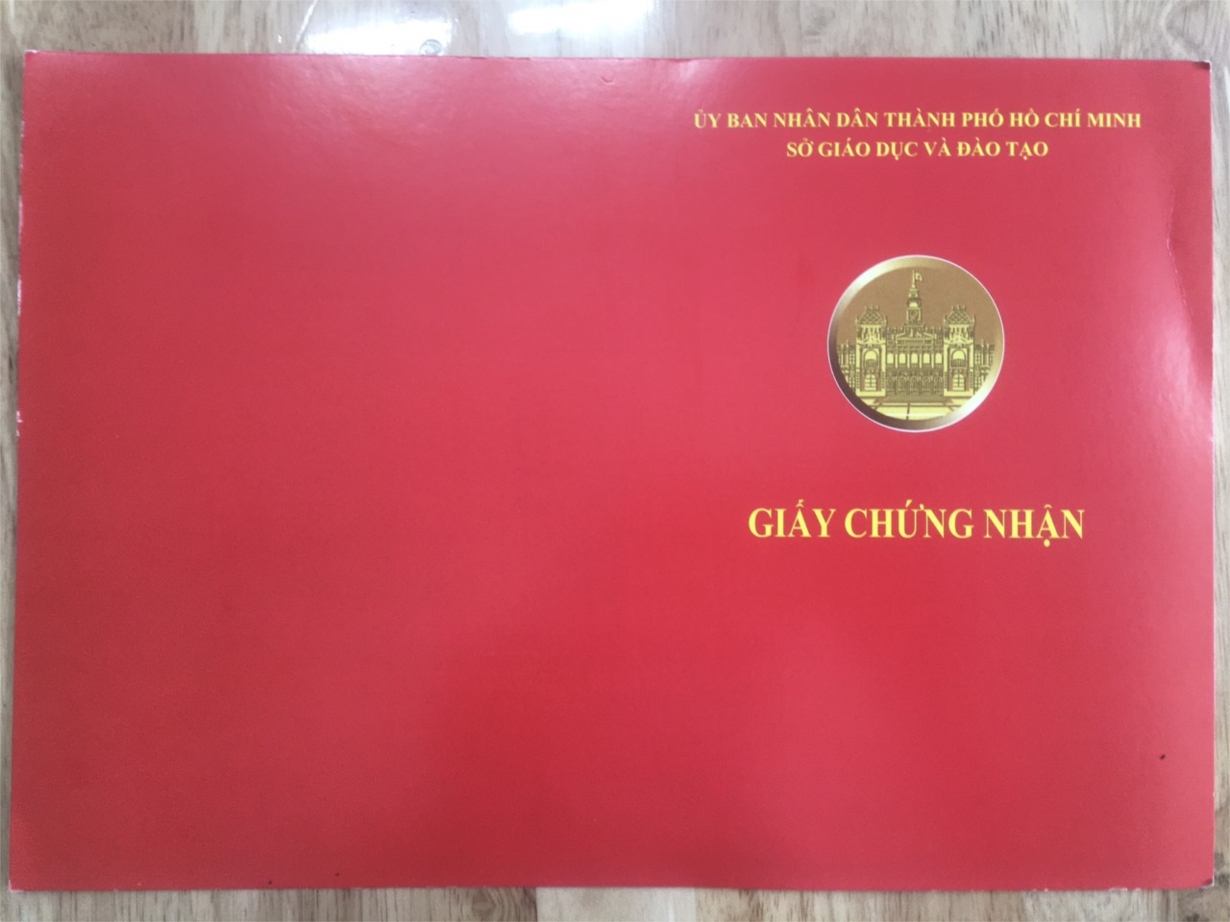 ỦY BAN NHÂN DÂN THÀNH PHỐ HỒ CHÍ MINH
SỞ GIÁO DỤC VÀ ĐÀO TẠO
GIẤY CHỨNG NHẬN